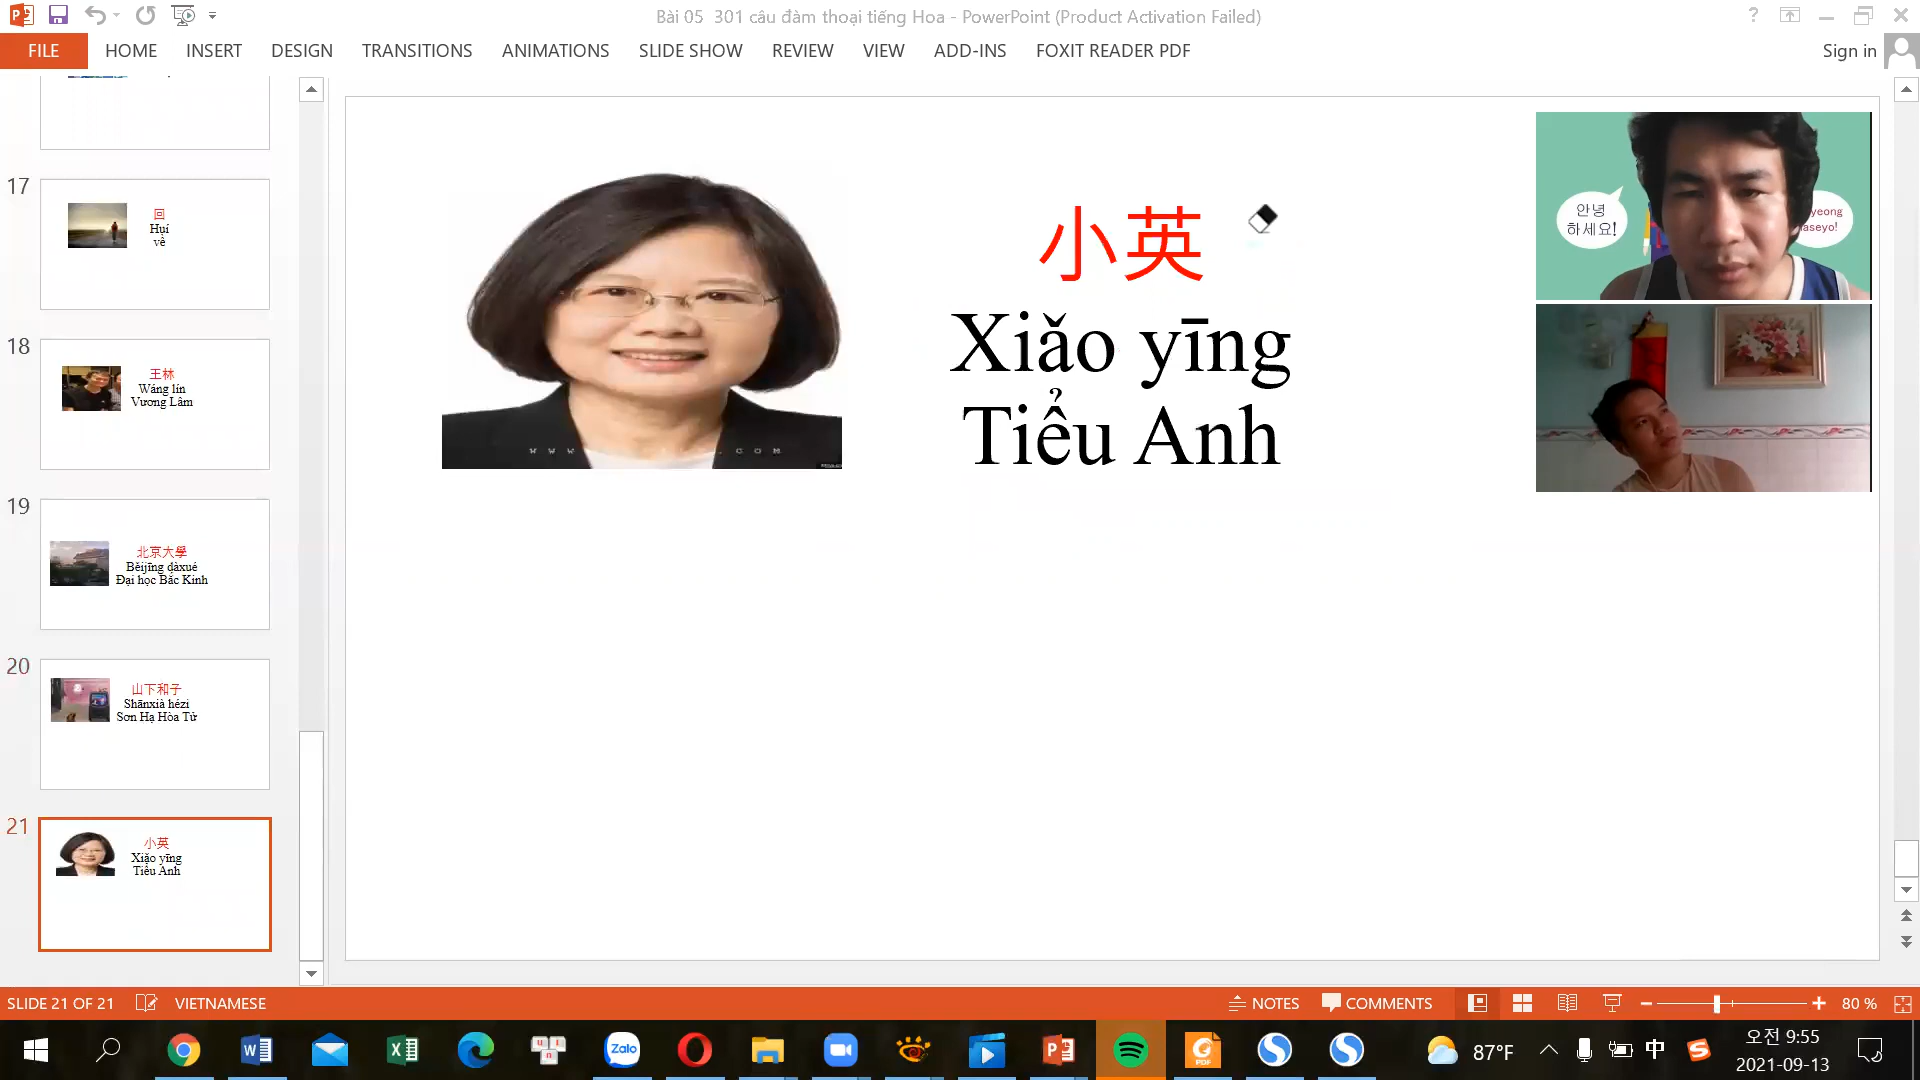 Bài 05  301 câu đàm thoại tiếng Hoa - PowerPoint (Product Activation Failed)
FILE HOME INSERT DESIGN TRANSITIONS ANIMATIONS SLIDE SHOW REVIEW VIEW ADD-INS FOXIT READER PDF Sign in
17
回
Huí
về
18
王林
Wáng lín
Vương Lâm
19
北京大學
Běijīng dàxué
Đại học Bắc Kinh
20
山下和子
Shānxià hézi
Sơn Hạ Hòa Tử
21
小英
Xiǎo yīng
Tiểu Anh
小英
Xiǎo yīng
Tiểu Anh
안녕
하세요!
yeong
aseyo!
SLIDE 21 OF 21 VIETNAMESE NOTES COMMENTS 80 %
Zalo
87°F
中
오전 9:55
2021-09-13